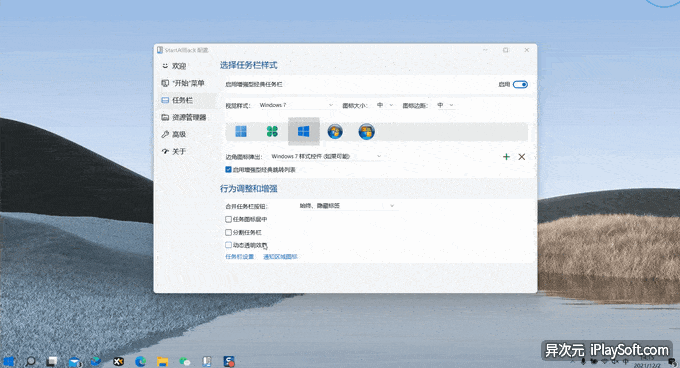 StartAllBack 配置
欢迎
"开始"菜单
任务栏
资源管理器
高级
关于
选择任务栏样式
启用增强型经典任务栏
启用
视觉样式: Windows 7 图标大小: 中 图标边距: 中
边角图标弹出: Windows 7 样式控件 (如果可能)
启用增强型经典跳转列表
行为调整和增强
合并任务栏按钮: 始终、隐藏标签
任务图标居中
分割任务栏
动态透明效果
任务栏设置 通知区域图标
异次元 iPlaySoft.com
中
2021/12/2